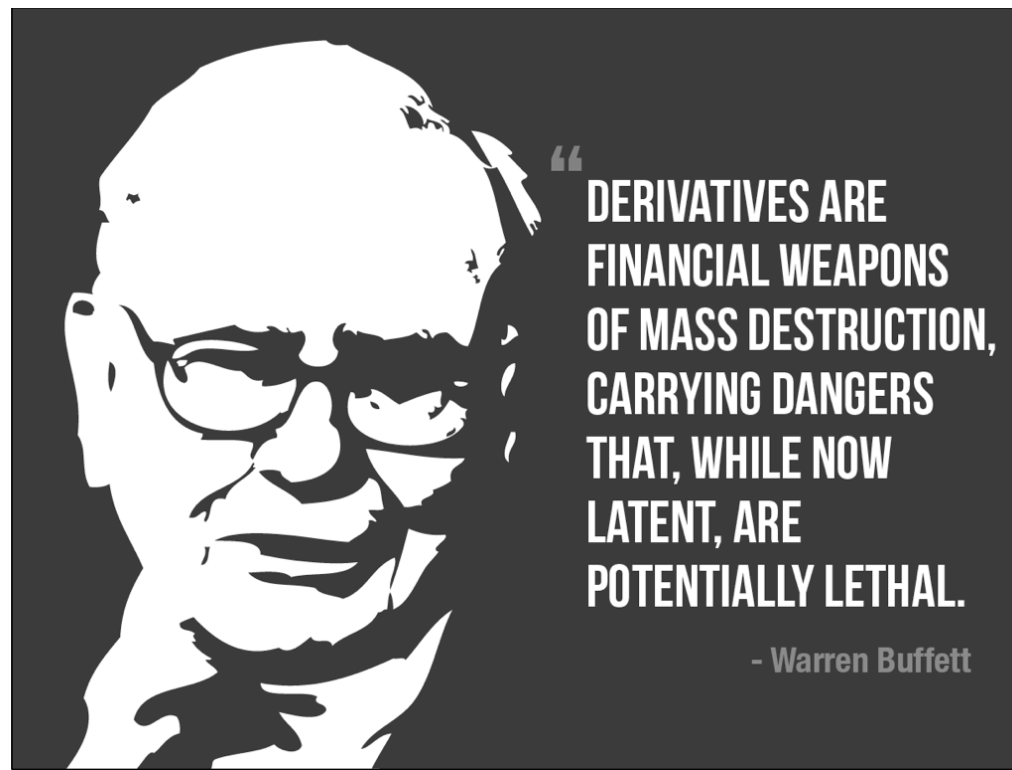 “
DERIVATIVES ARE
FINANCIAL WEAPONS
OF MASS DESTRUCTION,
CARRYING DANGERS
THAT, WHILE NOW
LATENT, ARE
POTENTIALLY LETHAL.
- Warren Buffett